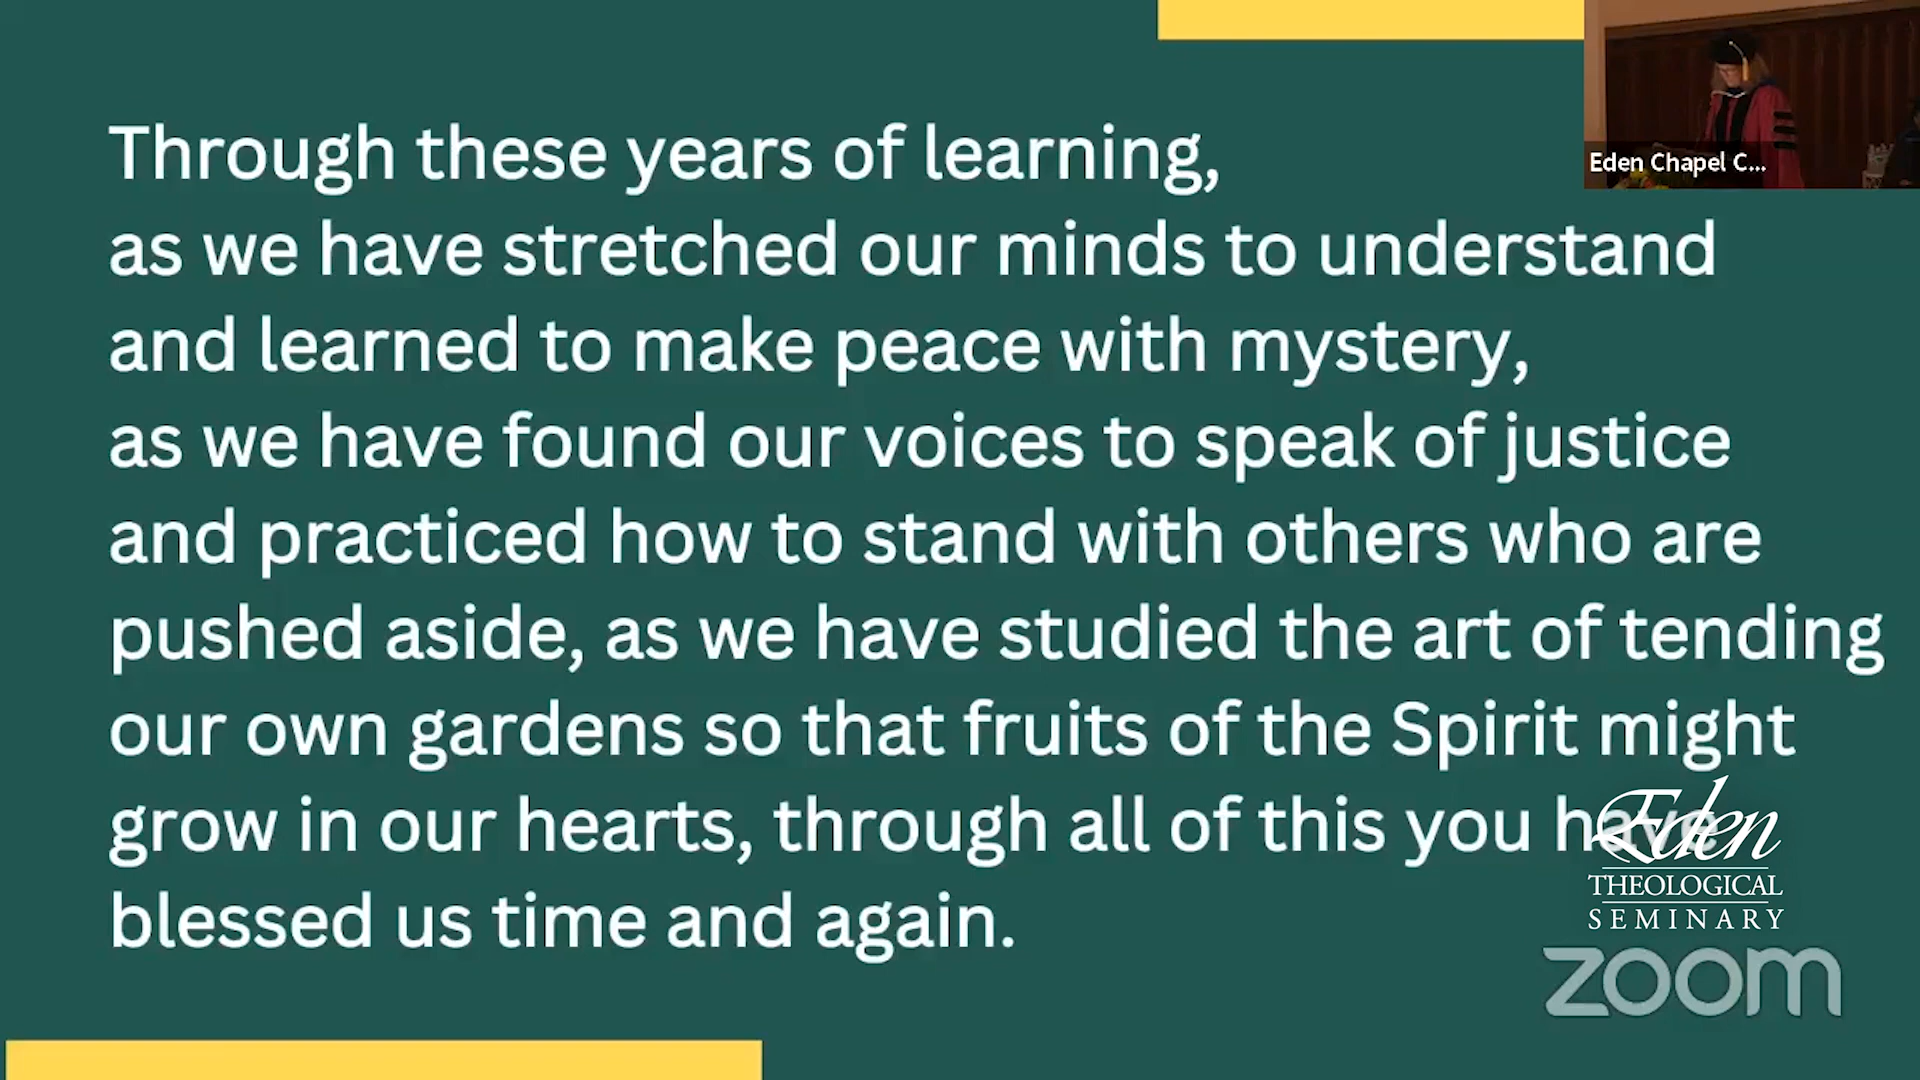 Through these years of learning,
Eden Chapel C...
as we have stretched our minds to understand
and learned to make peace with mystery,
as we have found our voices to speak of justice
and practiced how to stand with others who are
pushed aside, as we have studied the art of tending
our own gardens so that fruits of the Spirit might
grow in our hearts, through all of this you have
blessed us time and again.
Eden
THEOLOGICAL
SEMINARY
zoom